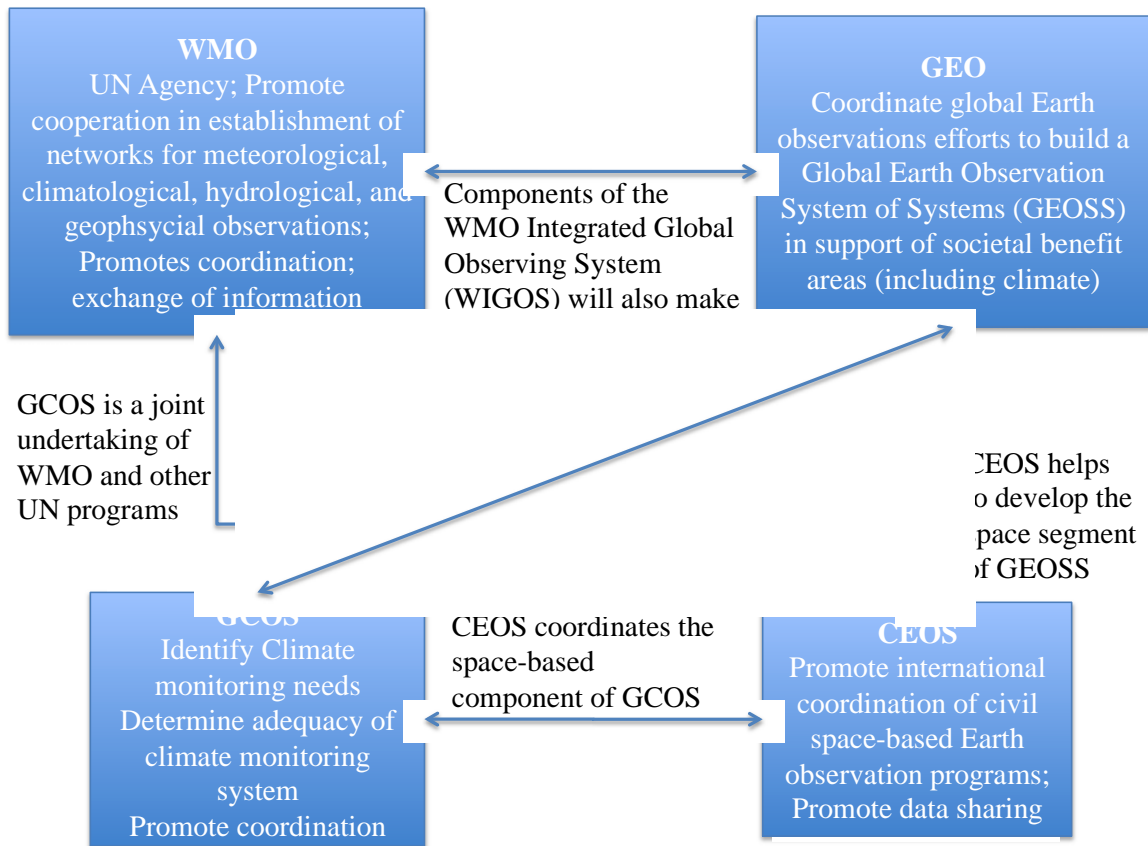 WMO
UN Agency; Promote
cooperation in establishment of
networks for meteorological,
climatological, hydrological, and
geophsycial observations;
Promotes coordination;
exchange of information
GEO
Coordinate global Earth
observations efforts to build a
Global Earth Observation
System of Systems (GEOSS)
in support of societal benefit
areas (including climate)
Components of the
WMO Integrated Global
Observing System
(WIGOS) will also make
GCOS is a joint
undertaking of
WMO and other
UN programs
CEOS helps
to develop the
space segment
of GEOSS
GCOS
Identify Climate
monitoring needs
Determine adequacy of
climate monitoring
system
Promote coordination
CEOS coordinates the
space-based
component of GCOS
CEOS
Promote international
coordination of civil
space-based Earth
observation programs;
Promote data sharing